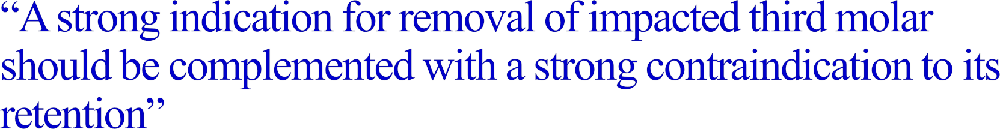 “A strong indication for removal of impacted third molar
should be complemented with a strong contraindication to its
retention”